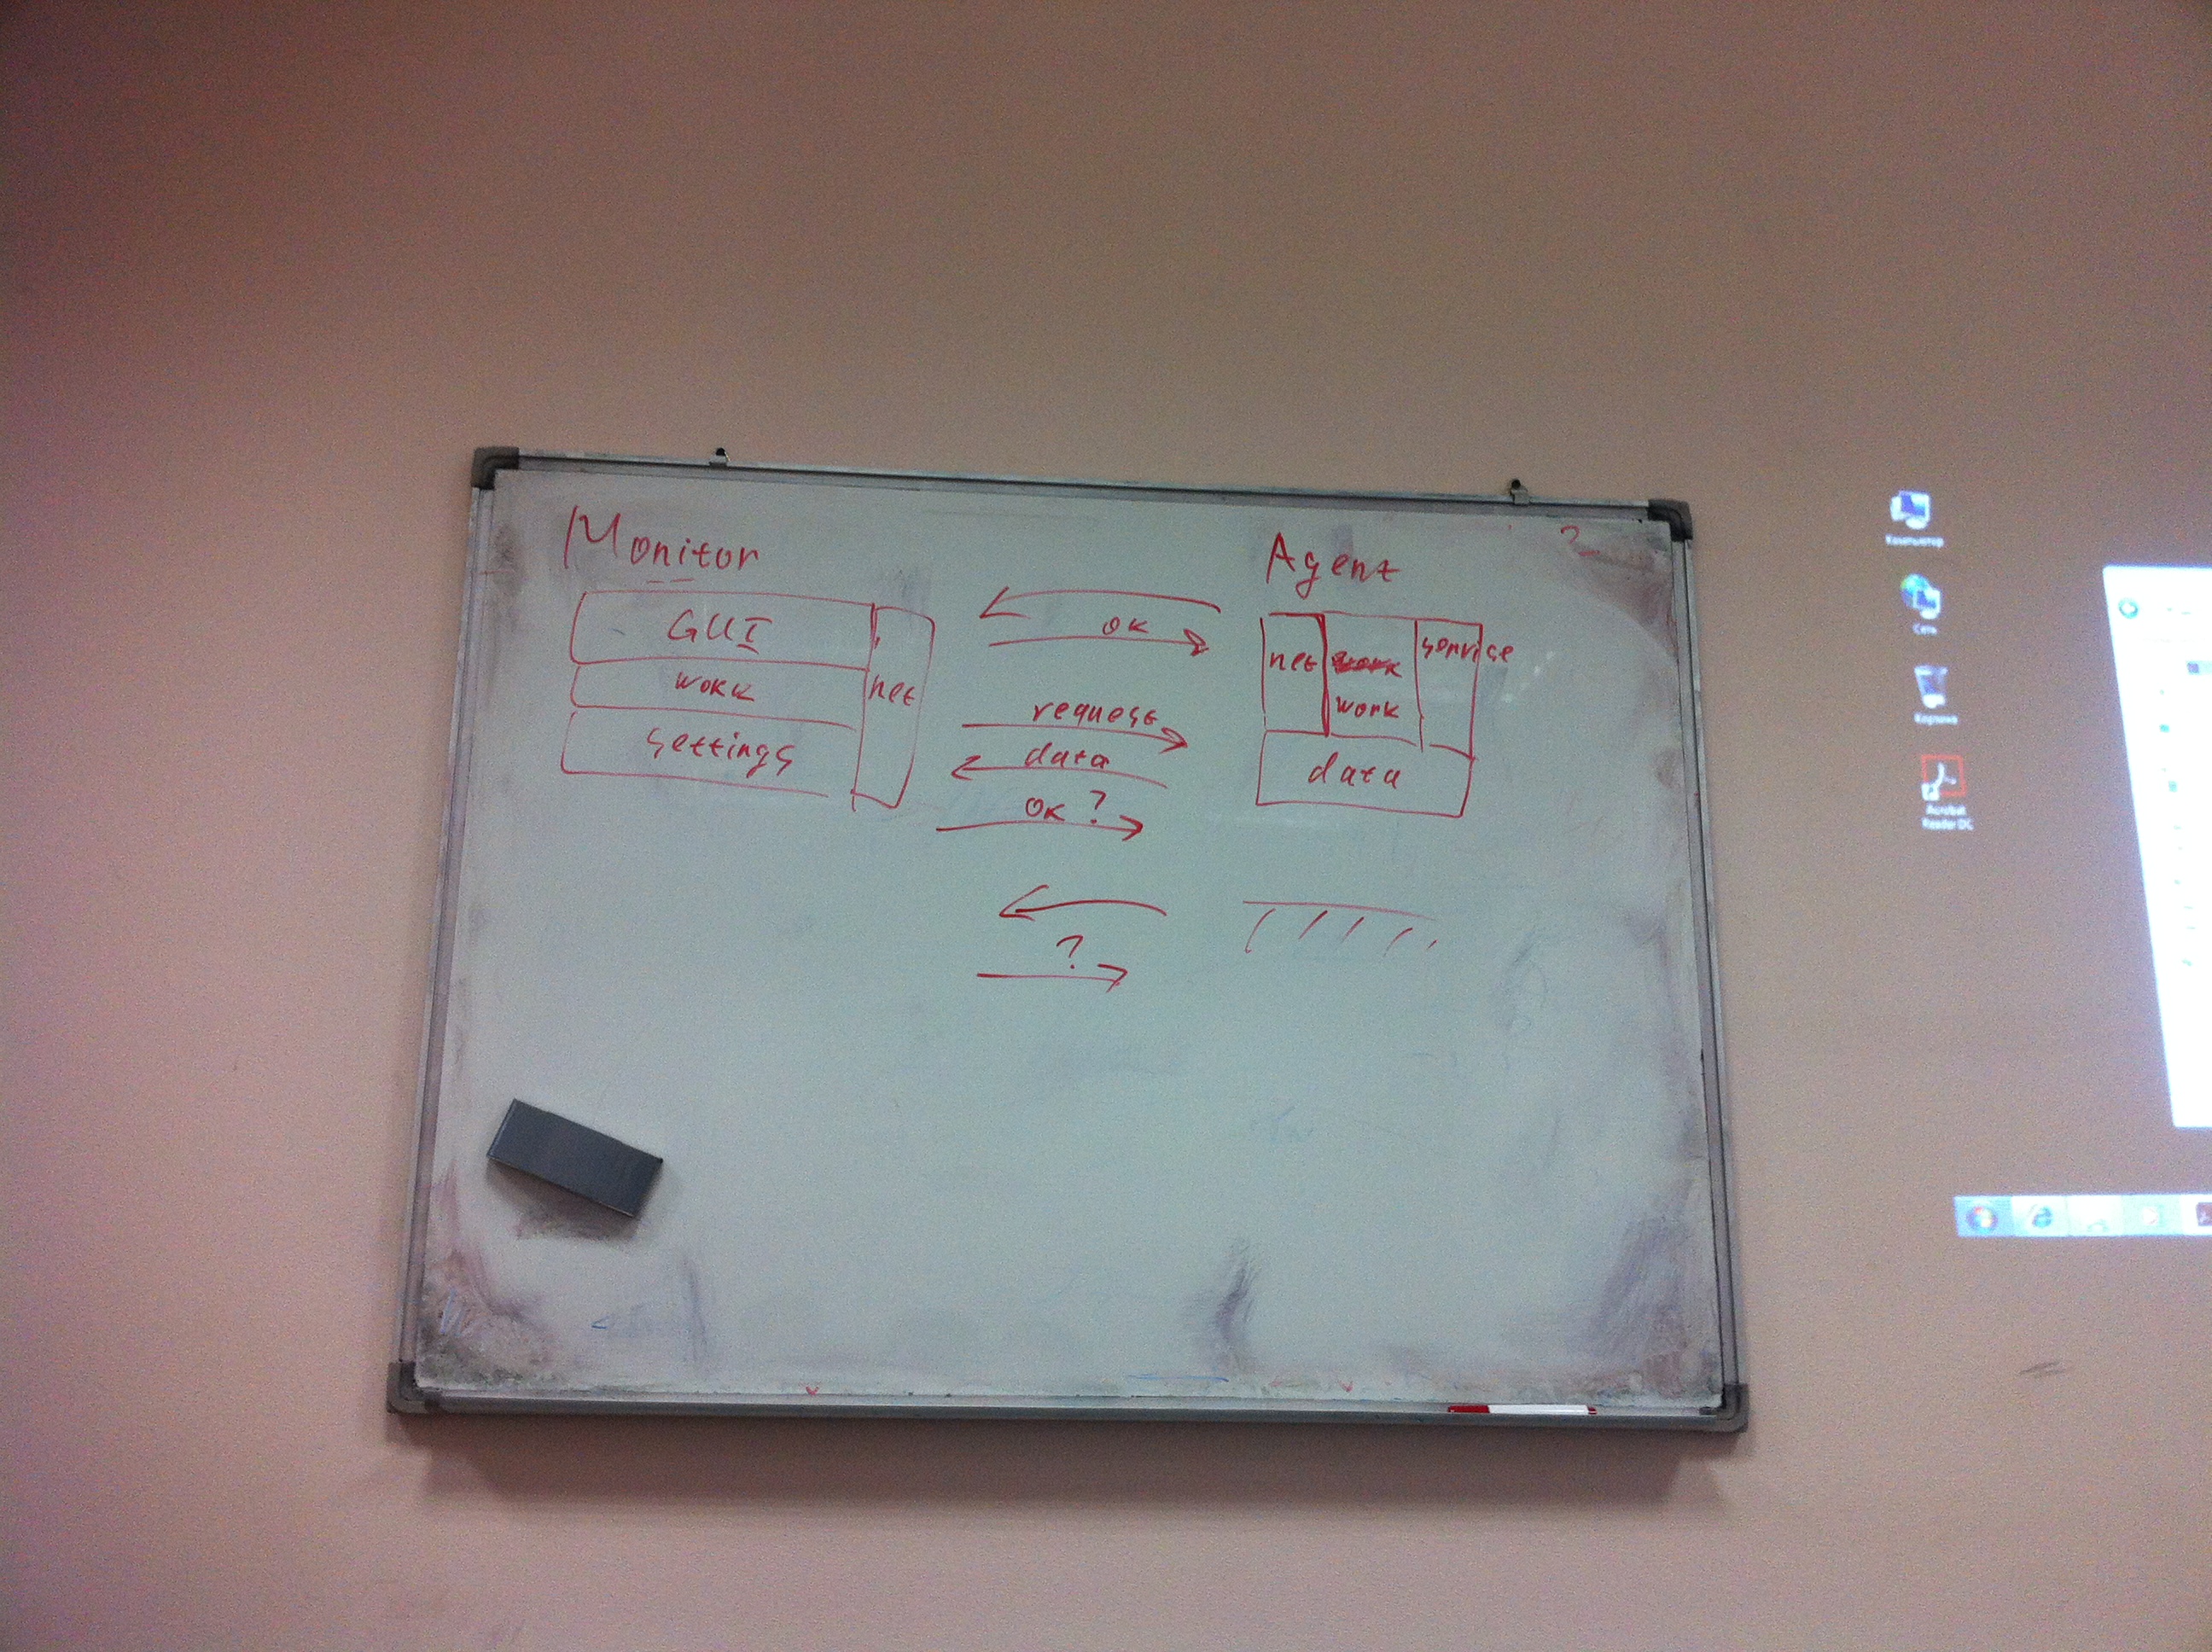 Monitor
Agent
GUI
work
settings
net
ok
request
data
ok ?
?
net
work
work
service
data
Компьютер
Сеть
Корзина
Acrobat
Reader DC